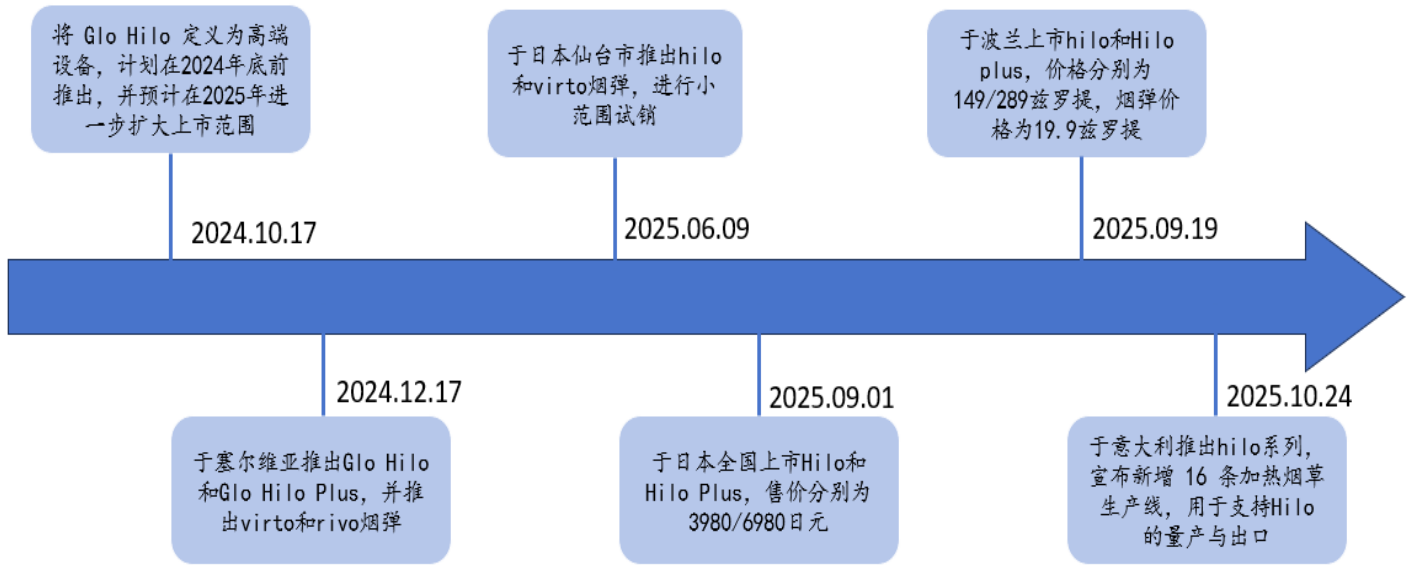 将 Glo Hilo 定义为高端
设备，计划在2024年底前
推出，并预计在2025年进
一步扩大上市范围
2024.10.17
于塞尔维亚推出Glo Hilo
和Glo Hilo Plus，并推
出virto和rivo烟弹
2024.12.17
于日本仙台市推出hilo
和virto烟弹，进行小
范围试销
2025.06.09
于日本全国上市Hilo和
Hilo Plus，售价分别为
3980/6980日元
2025.09.01
于波兰上市hilo和Hilo
plus，价格分别为
149/289兹罗提，烟弹价
格为19.9兹罗提
2025.09.19
于意大利推出hilo系列，
宣布新增 16 条加热烟草
生产线，用于支持Hilo
的量产与出口
2025.10.24